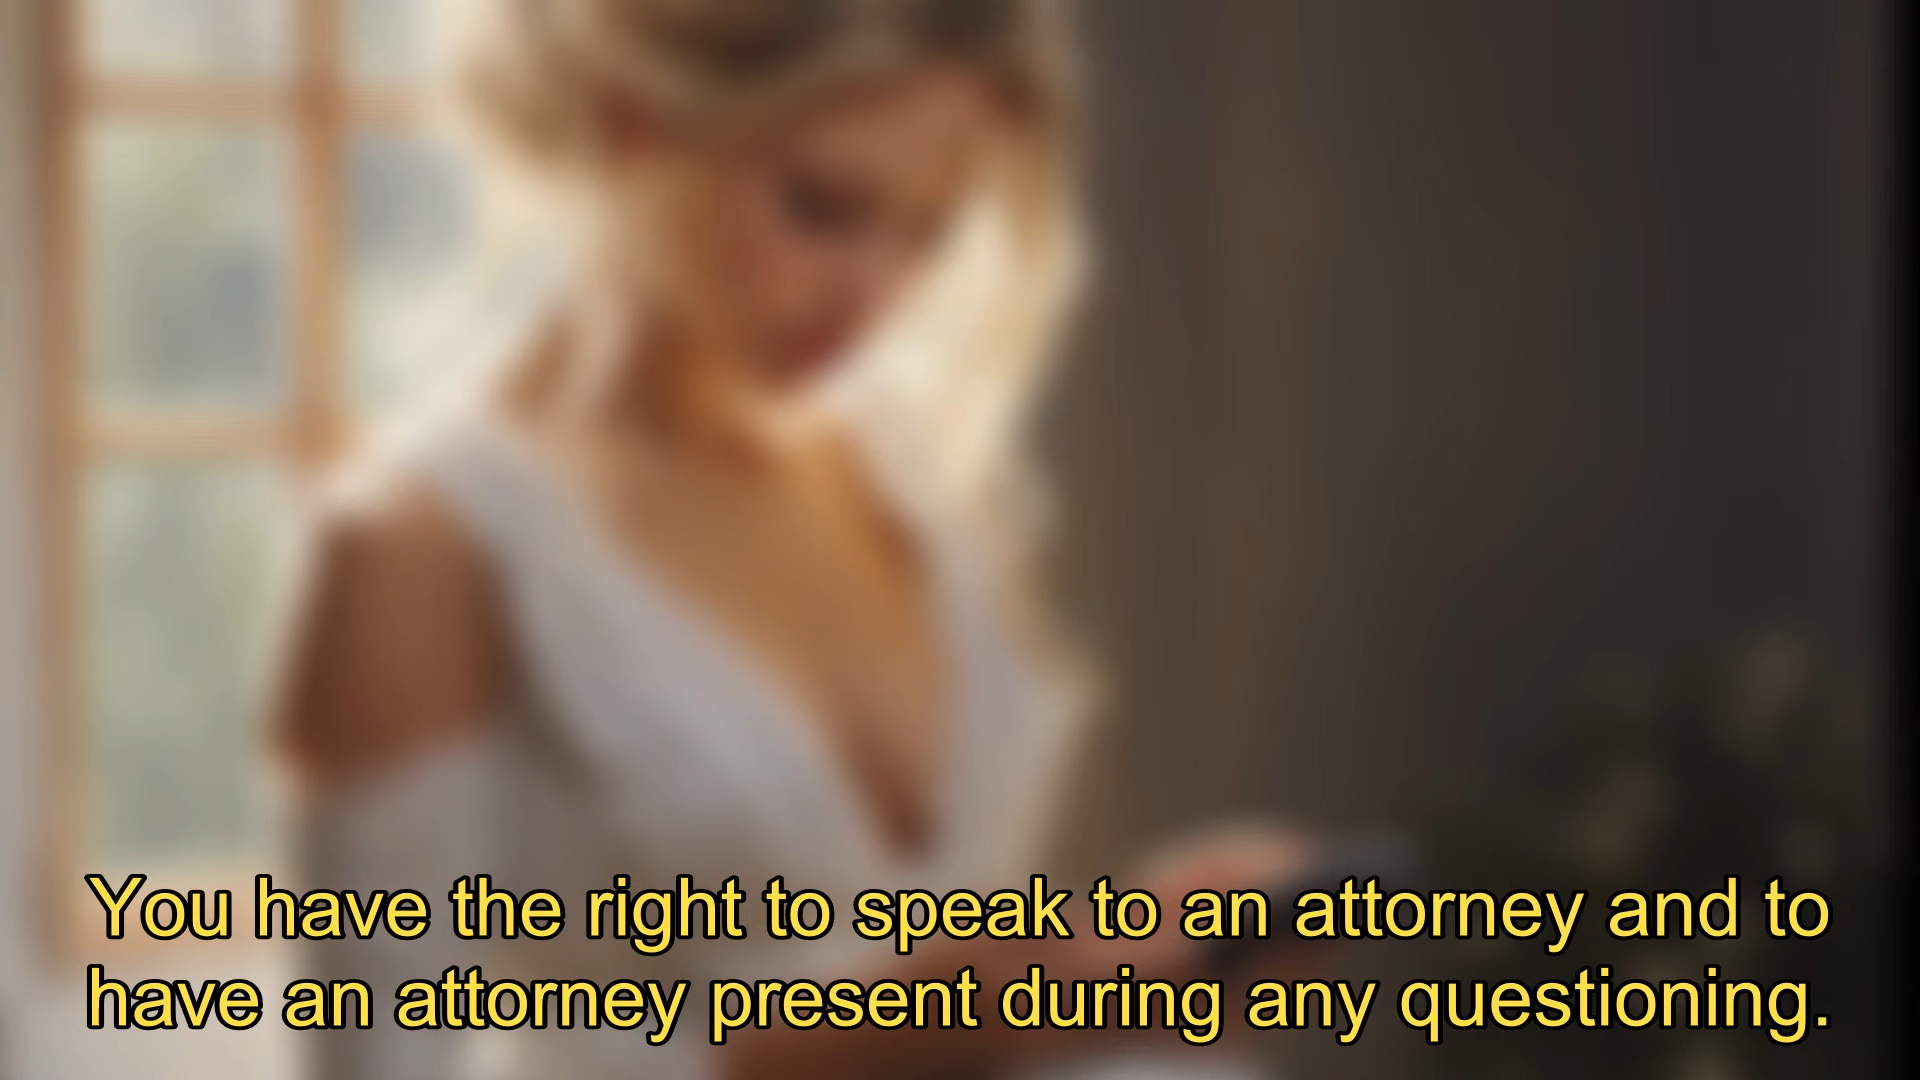 You have the right to speak to an attorney and to
have an attorney present during any questioning.